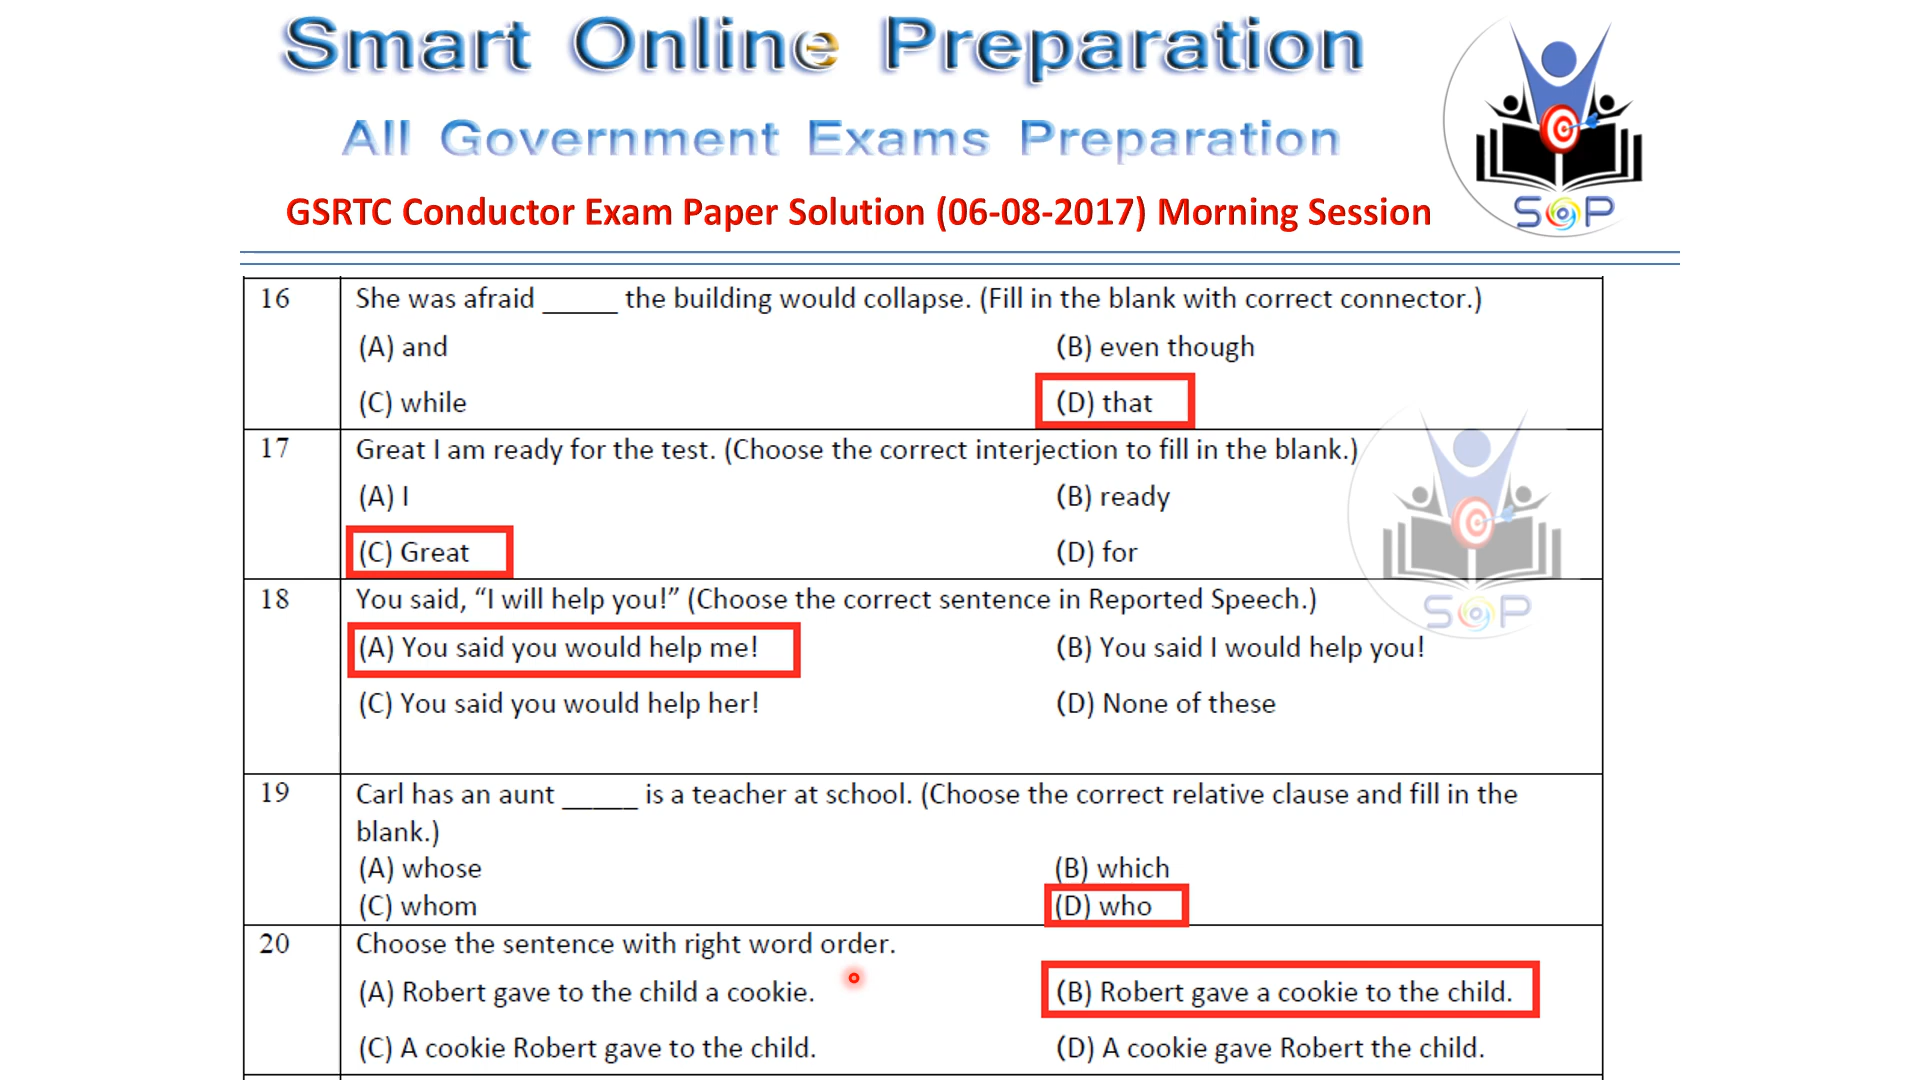 Smart Online Preparation
All Government Exams Preparation
GSRTC Conductor Exam Paper Solution (06-08-2017) Morning Session
SOP
16 She was afraid _____ the building would collapse. (Fill in the blank with correct connector.)
(A) and (B) even though
(C) while (D) that
17 Great I am ready for the test. (Choose the correct interjection to fill in the blank.)
(A) I (B) ready
(C) Great (D) for
18 You said, “I will help you!” (Choose the correct sentence in Reported Speech.)
SOP
(A) You said you would help me! (B) You said I would help you!
(C) You said you would help her! (D) None of these
19 Carl has an aunt _____ is a teacher at school. (Choose the correct relative clause and fill in the
blank.)
(A) whose (B) which
(C) whom (D) who
20 Choose the sentence with right word order.
(A) Robert gave to the child a cookie. (B) Robert gave a cookie to the child.
(C) A cookie Robert gave to the child. (D) A cookie gave Robert the child.